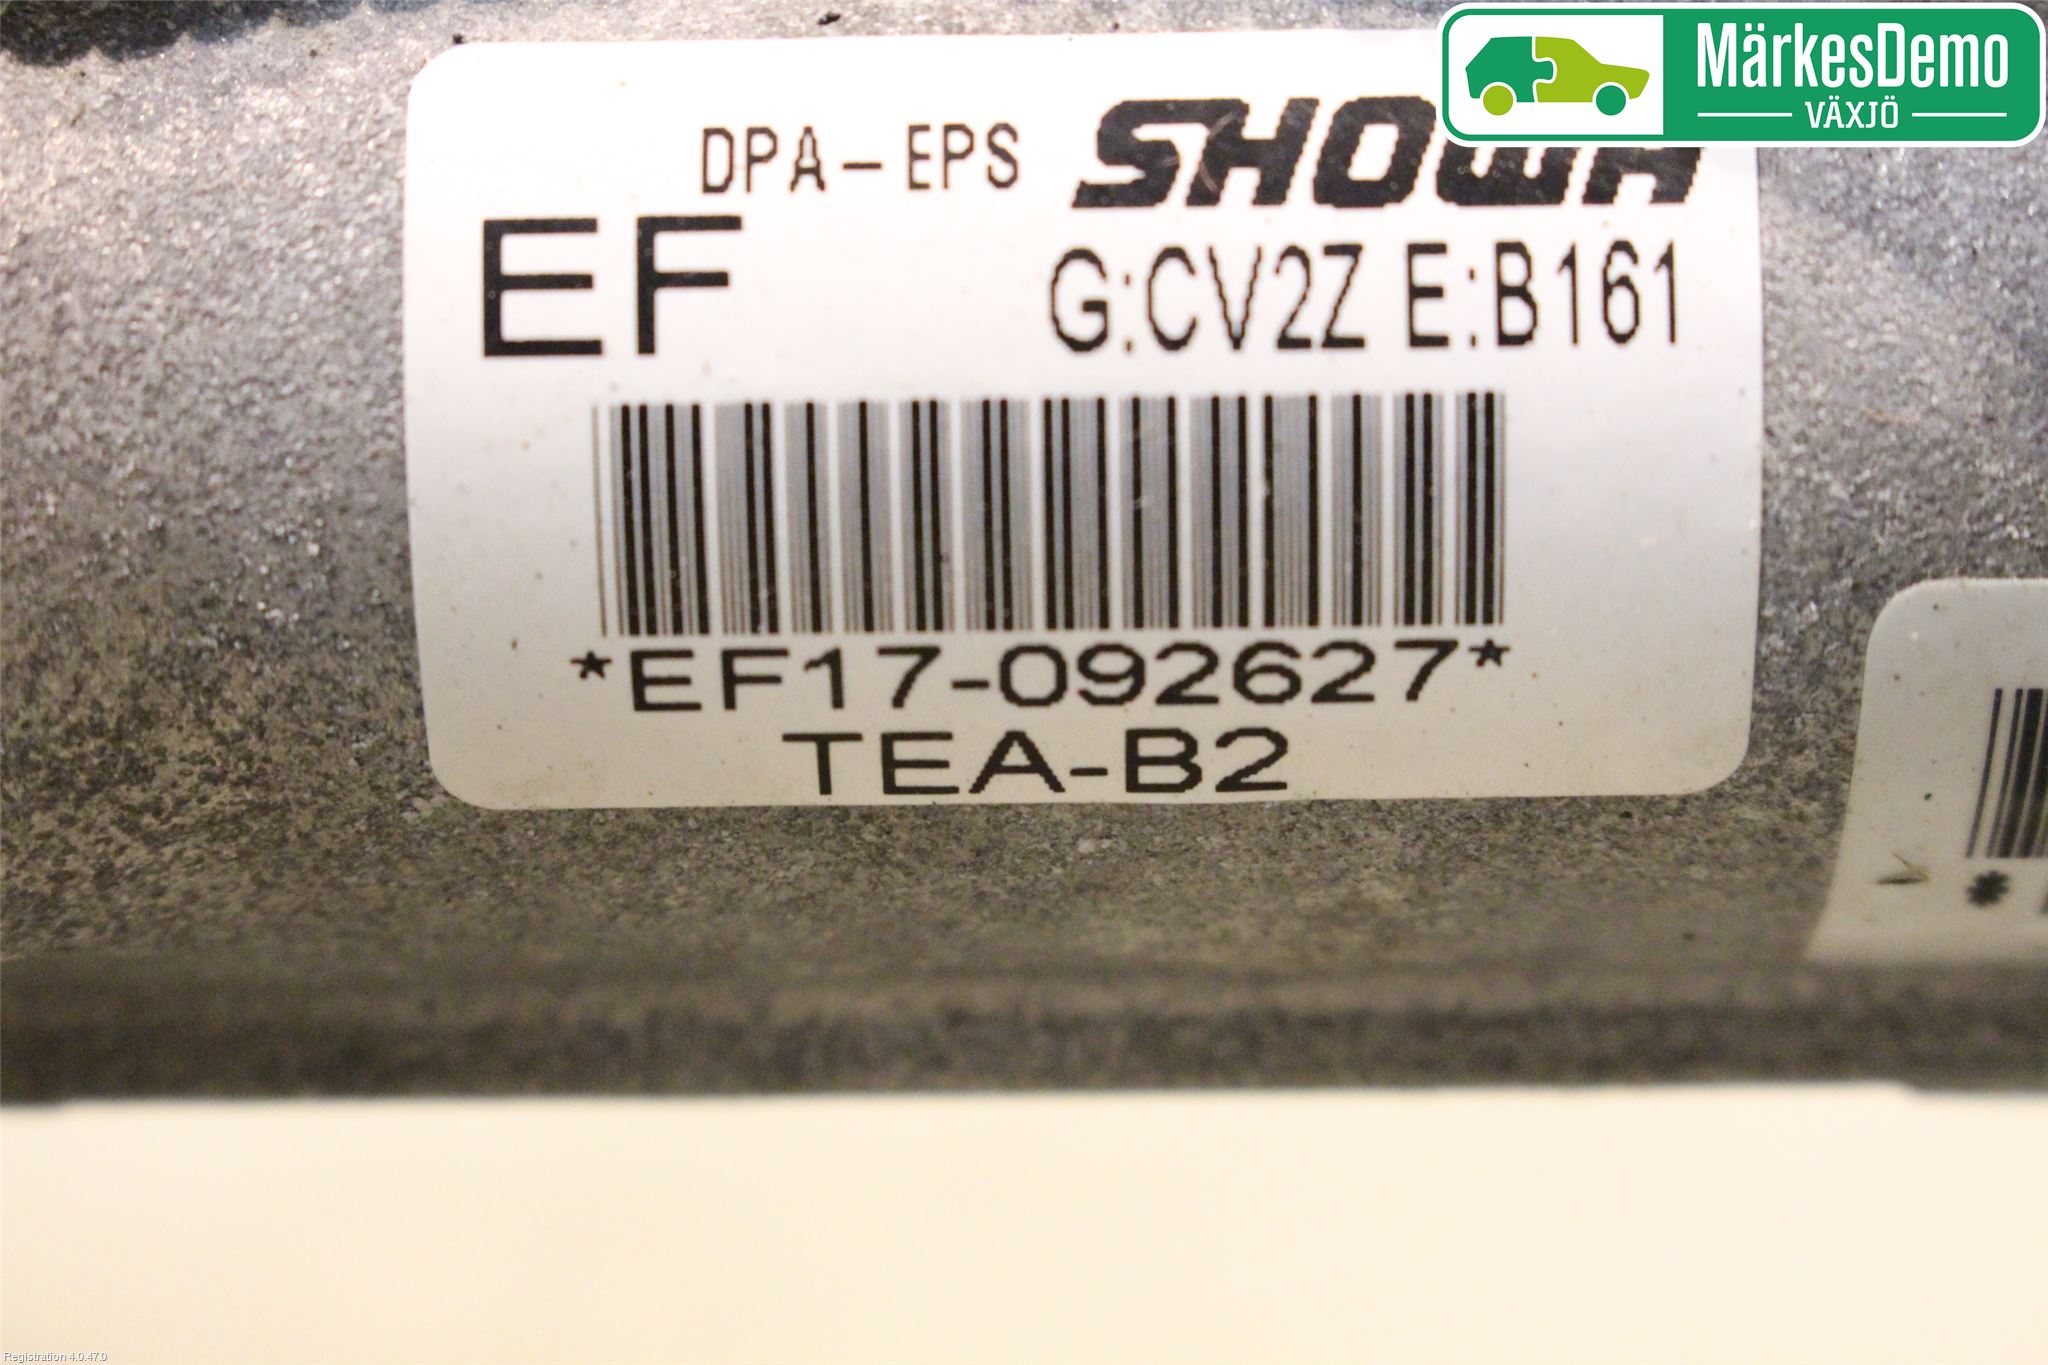 MärkesDemo
VÄXJÖ
DPA-EPS SHOWA
EF G:CV2Z E:B161
*EF17-092627*
TEA-B2
*
Registration 4.0.47.0